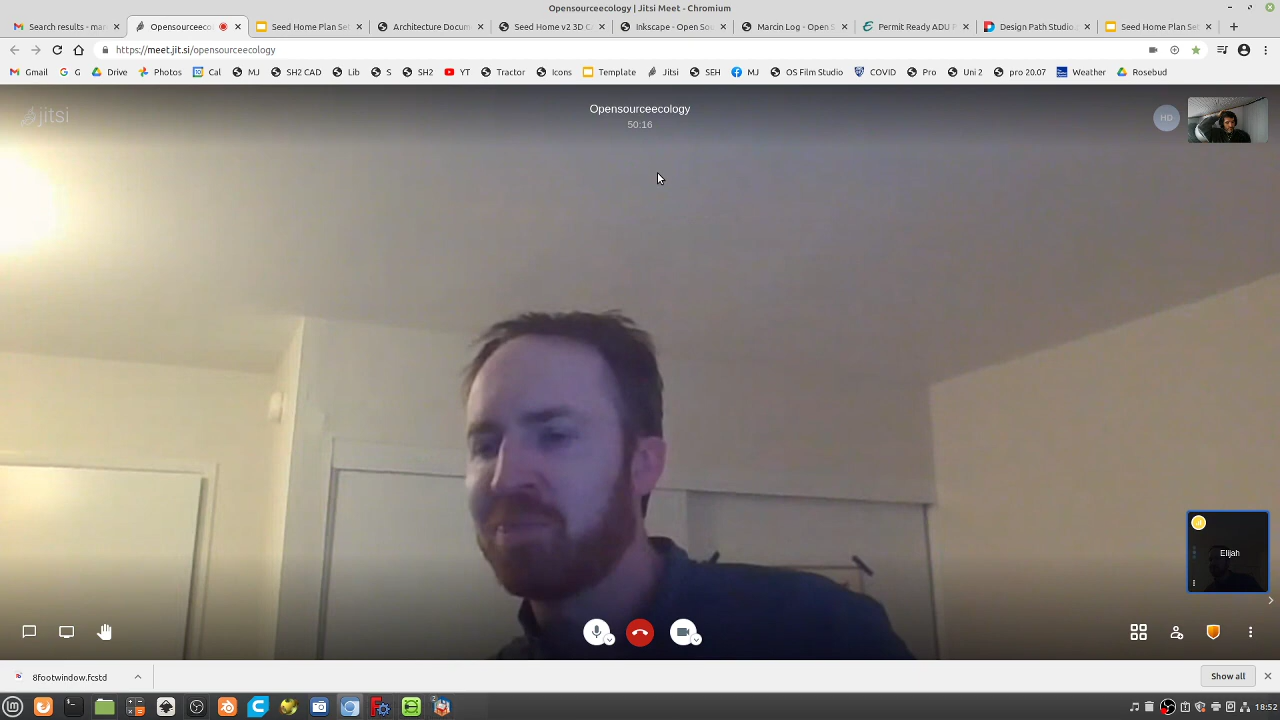 Opensourceecology | Jitsi Meet - Chromium
Search results - mar
Opensourceeco
Seed Home Plan Set
Architecture Docum
Seed Home v2 3D CA
Inkscape - Open Sou
Marcin Log - Open S
Permit Ready ADU P
Design Path Studio
Seed Home Plan Set
https://meet.jit.si/opensourceecology
Gmail
G
Drive
Photos
Cal
MJ
SH2 CAD
Lib
S
SH2
YT
Tractor
Icons
Template
Jitsi
SEH
MJ
OS Film Studio
COVID
Pro
Uni 2
pro 20.07
Weather
Rosebud
jitsi
Opensourceecology
50:16
HD
Elijah
8footwindow.fcstd
Show all
18:52